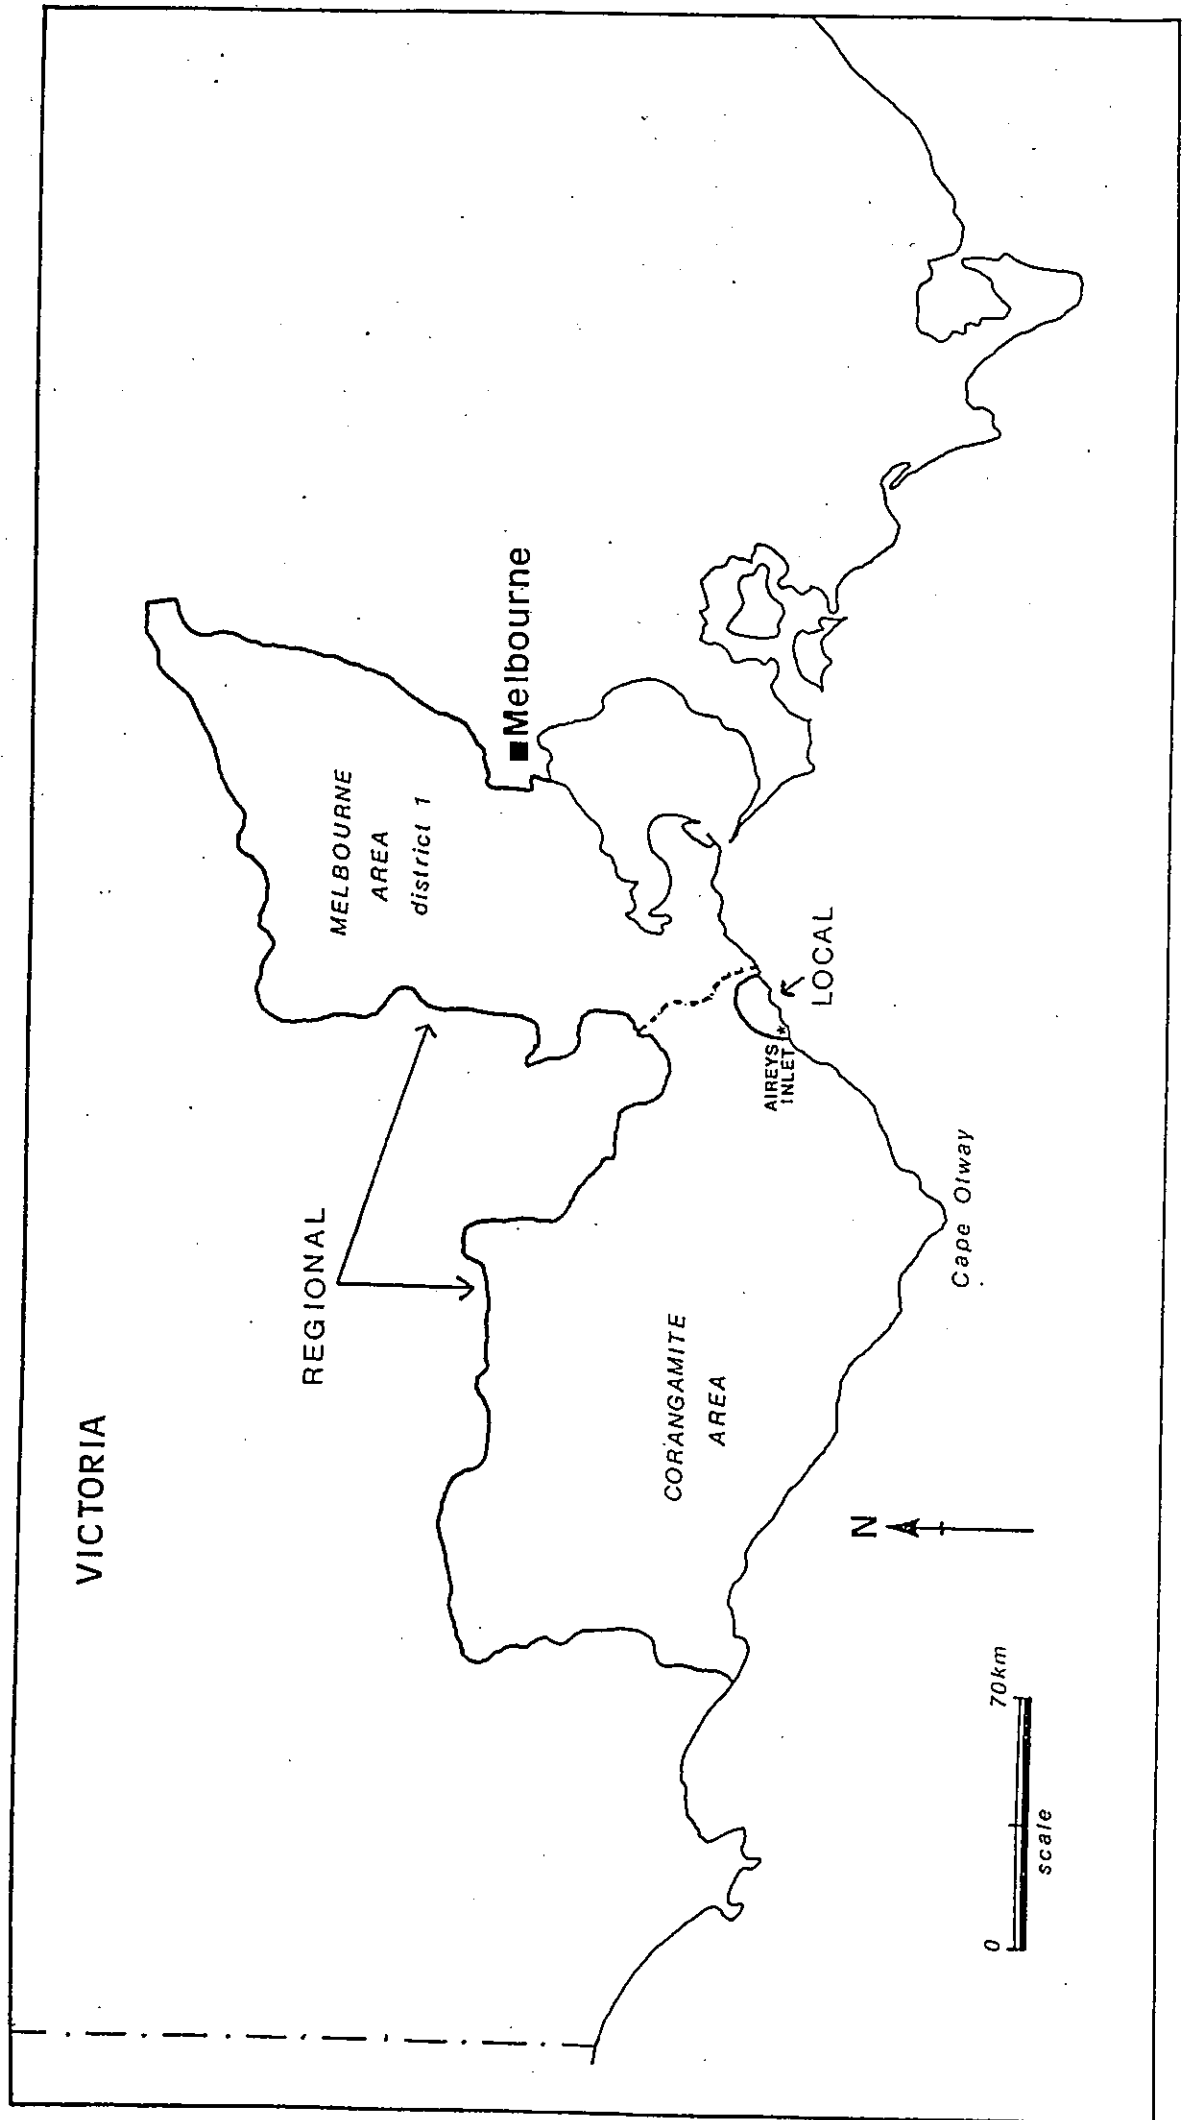 VICTORIA
REGIONAL
MELBOURNE
AREA
district 1
Melbourne
CORANGAMITE
AREA
AIREYS
INLET
*
LOCAL
Cape Otway
N
0
70km
scale